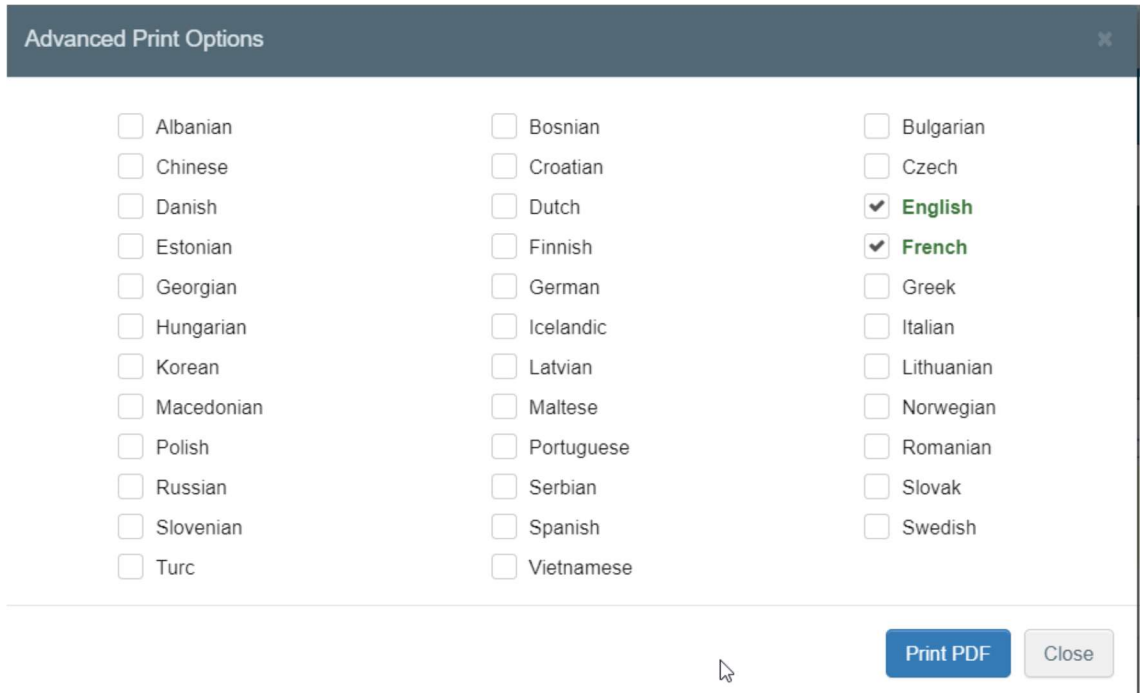 Advanced Print Options
Albanian Bosnian Bulgarian
Chinese Croatian Czech
Danish Dutch English
Estonian Finnish French
Georgian German Greek
Hungarian Icelandic Italian
Korean Latvian Lithuanian
Macedonian Maltese Norwegian
Polish Portuguese Romanian
Russian Serbian Slovak
Slovenian Spanish Swedish
Turc Vietnamese
Print PDF Close